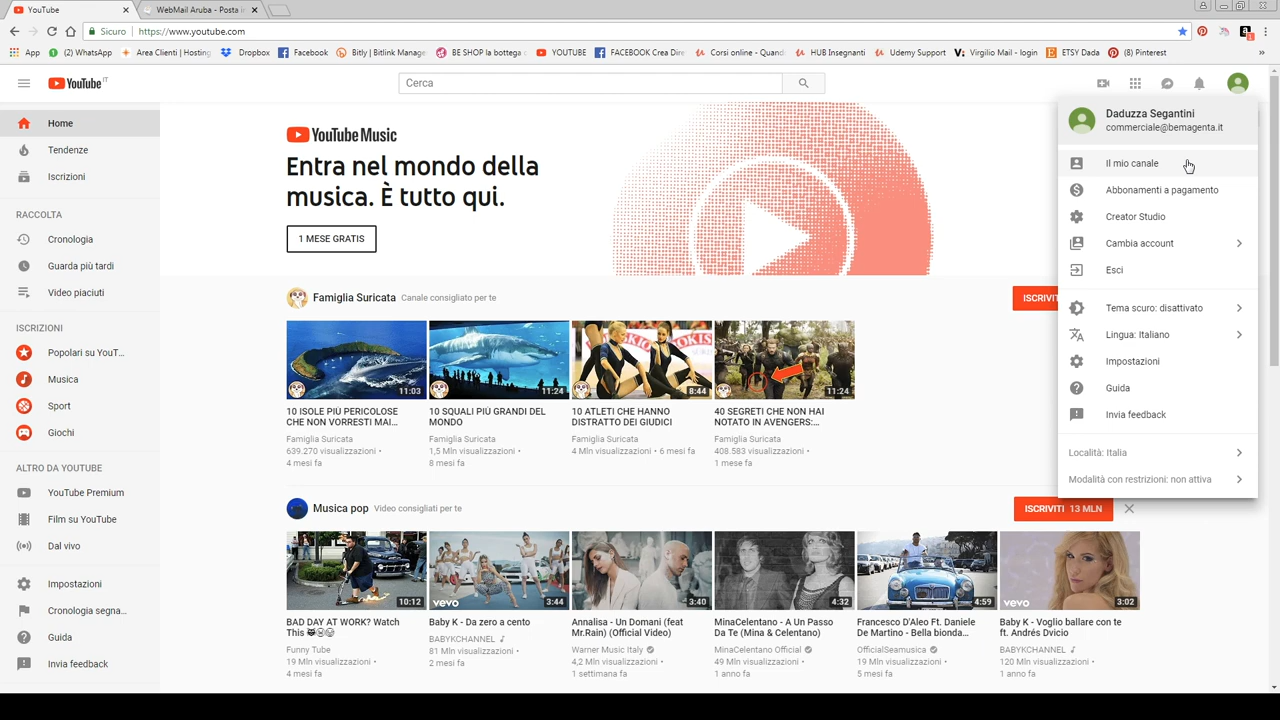 YouTube
WebMail Aruba - Posta in
Sicuro
https://www.youtube.com
App
(2) WhatsApp
Area Clienti | Hosting
Dropbox
Facebook
Bitly | Bitlink Manage
BE SHOP la bottega
YOUTUBE
FACEBOOK Crea Dire
Corsi online - Quand
HUB Insegnanti
Udemy Support
Virgilio Mail - login
ETSY Dada
(8) Pinterest
»
YouTube IT
Cerca
Home
Tendenze
Iscrizioni
RACCOLTA
Cronologia
Guarda più tardi
Video piaciuti
ISCRIZIONI
Popolari su YouT...
Musica
Sport
Giochi
ALTRO DA YOUTUBE
YouTube Premium
Film su YouTube
Dal vivo
Impostazioni
Cronologia segna...
Guida
Invia feedback
YouTube Music
Entra nel mondo della
musica. È tutto qui.
1 MESE GRATIS
Famiglia Suricata Canale consigliato per te
ISCRIVIT
11:03
11:24
8:44
11:24
10 ISOLE PIÙ PERICOLOSE
CHE NON VORRESTI MAI...
Famiglia Suricata
639.270 visualizzazioni •
4 mesi fa
10 SQUALI PIÙ GRANDI DEL
MONDO
Famiglia Suricata
1,5 Mln visualizzazioni •
8 mesi fa
10 ATLETI CHE HANNO
DISTRATTO DEI GIUDICI
Famiglia Suricata
4 Mln visualizzazioni • 6 mesi fa
40 SEGRETI CHE NON HAI
NOTATO IN AVENGERS:...
Famiglia Suricata
408.583 visualizzazioni •
1 mese fa
Musica pop Video consigliati per te
ISCRIVITI 13 MLN
10:12
vevo
3:44
3:40
4:32
4:59
vevo
3:02
BAD DAY AT WORK? Watch
This
Funny Tube
19 Mln visualizzazioni •
4 mesi fa
Baby K - Da zero a cento
BABYKCHANNEL
81 Mln visualizzazioni •
2 mesi fa
Annalisa - Un Domani (feat
Mr.Rain) (Official Video)
Warner Music Italy
4,2 Mln visualizzazioni •
1 settimana fa
MinaCelentano - A Un Passo
Da Te (Mina & Celentano)
MinaCelentano Official
49 Mln visualizzazioni •
1 anno fa
Francesco D'Aleo Ft. Daniele
De Martino - Bella bionda...
OfficialSeamusica
19 Mln visualizzazioni •
5 mesi fa
Baby K - Voglio ballare con te
ft. Andrés Dvicio
BABYKCHANNEL
120 Mln visualizzazioni •
1 anno fa
Daduzza Segantini
commerciale@bemagenta.it
Il mio canale
Abbonamenti a pagamento
Creator Studio
Cambia account
Esci
Tema scuro: disattivato
Lingua: Italiano
Impostazioni
Guida
Invia feedback
Località: Italia
Modalità con restrizioni: non attiva